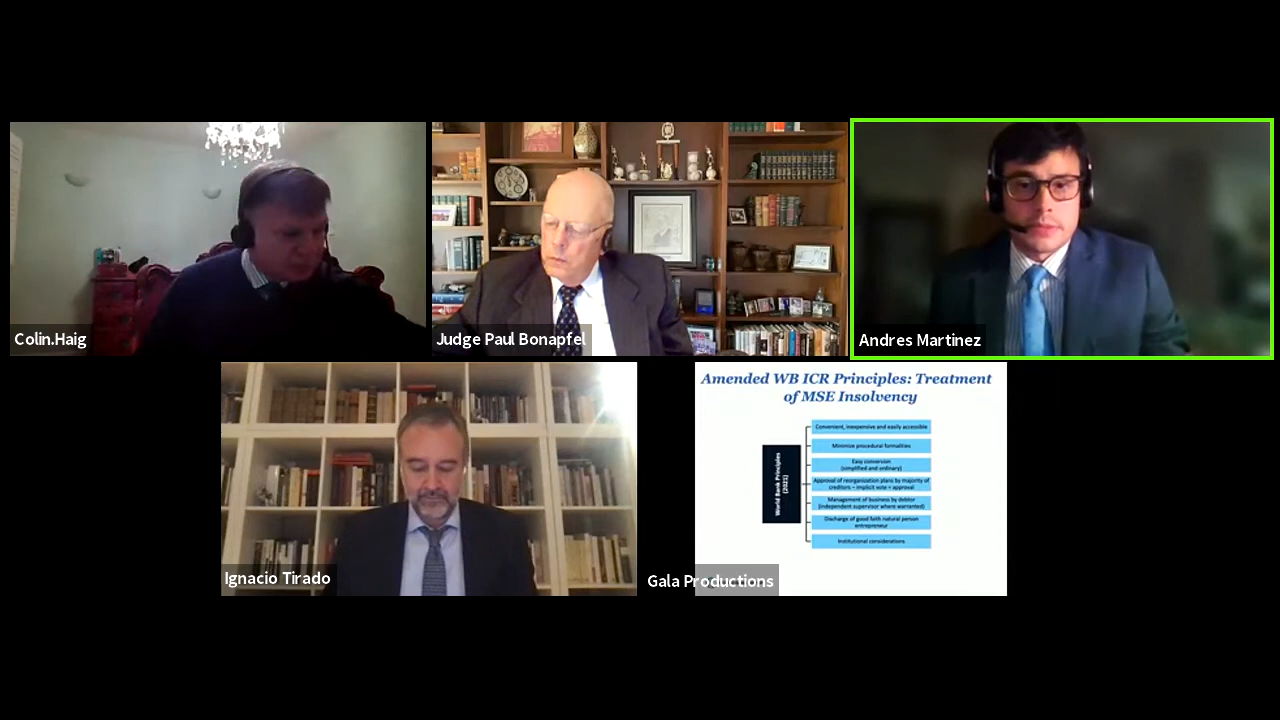 Colin.Haig
Judge Paul Bonapfel
Andres Martinez
Ignacio Tirado
Gala Productions
Amended WB ICR Principles: Treatment
of MSE Insolvency
World Bank Principles
(2021)
Convenient, inexpensive and easily accessible
Minimize procedural formalities
Easy conversion
(simplified and ordinary)
Approval of reorganization plans by majority of
creditors – implicit vote = approval
Management of business by debtor
(independent supervisor where warranted)
Discharge of good faith natural person
entrepreneur
Institutional considerations